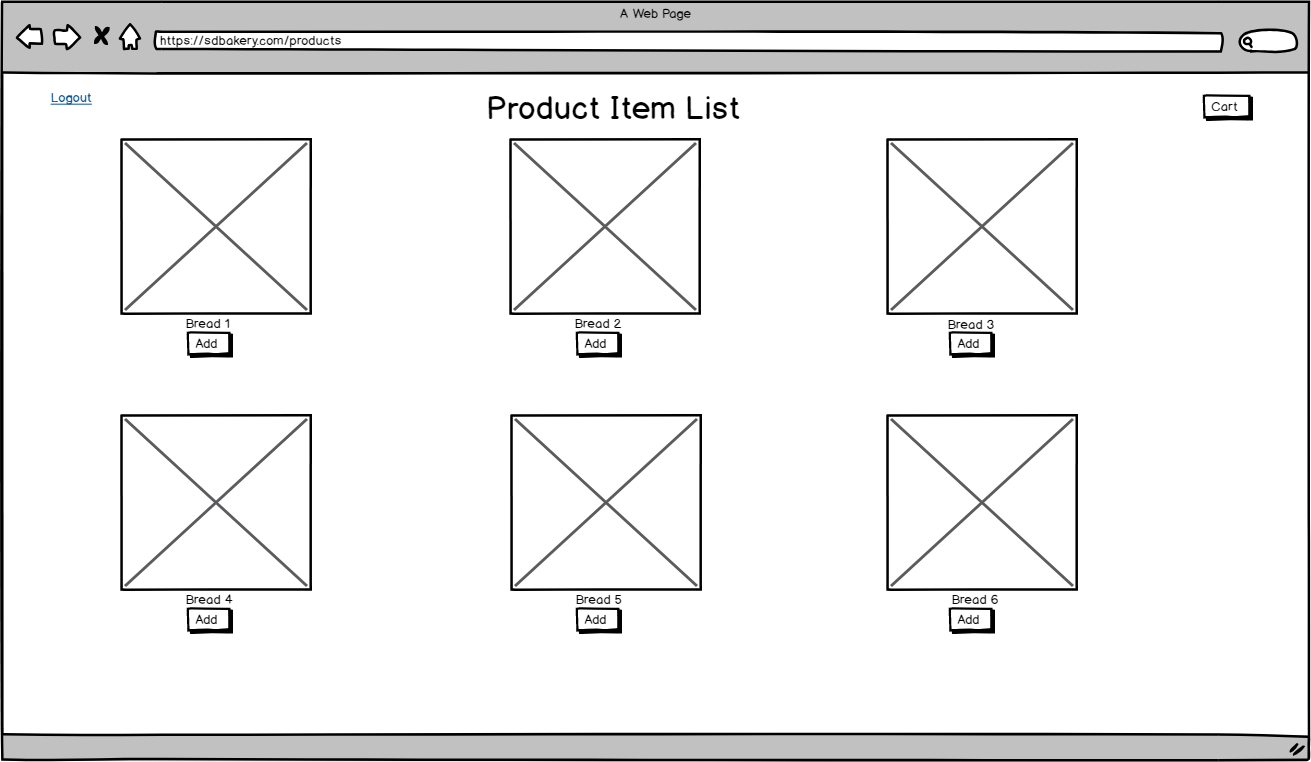 A Web Page
https://sdbakery.com/products
Logout
Product Item List
Cart
Bread 1
Bread 2
Bread 3
Add
Add
Add
Bread 4
Bread 5
Bread 6
Add
Add
Add